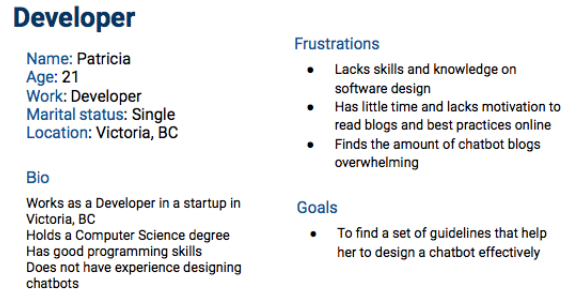 Developer
Name: Patricia
Age: 21
Work: Developer
Marital status: Single
Location: Victoria, BC
Bio
Works as a Developer in a startup in
Victoria, BC
Holds a Computer Science degree
Has good programming skills
Does not have experience designing
chatbots
Frustrations
● Lacks skills and knowledge on
software design
● Has little time and lacks motivation to
read blogs and best practices online
● Finds the amount of chatbot blogs
overwhelming
Goals
● To find a set of guidelines that help
her to design a chatbot effectively